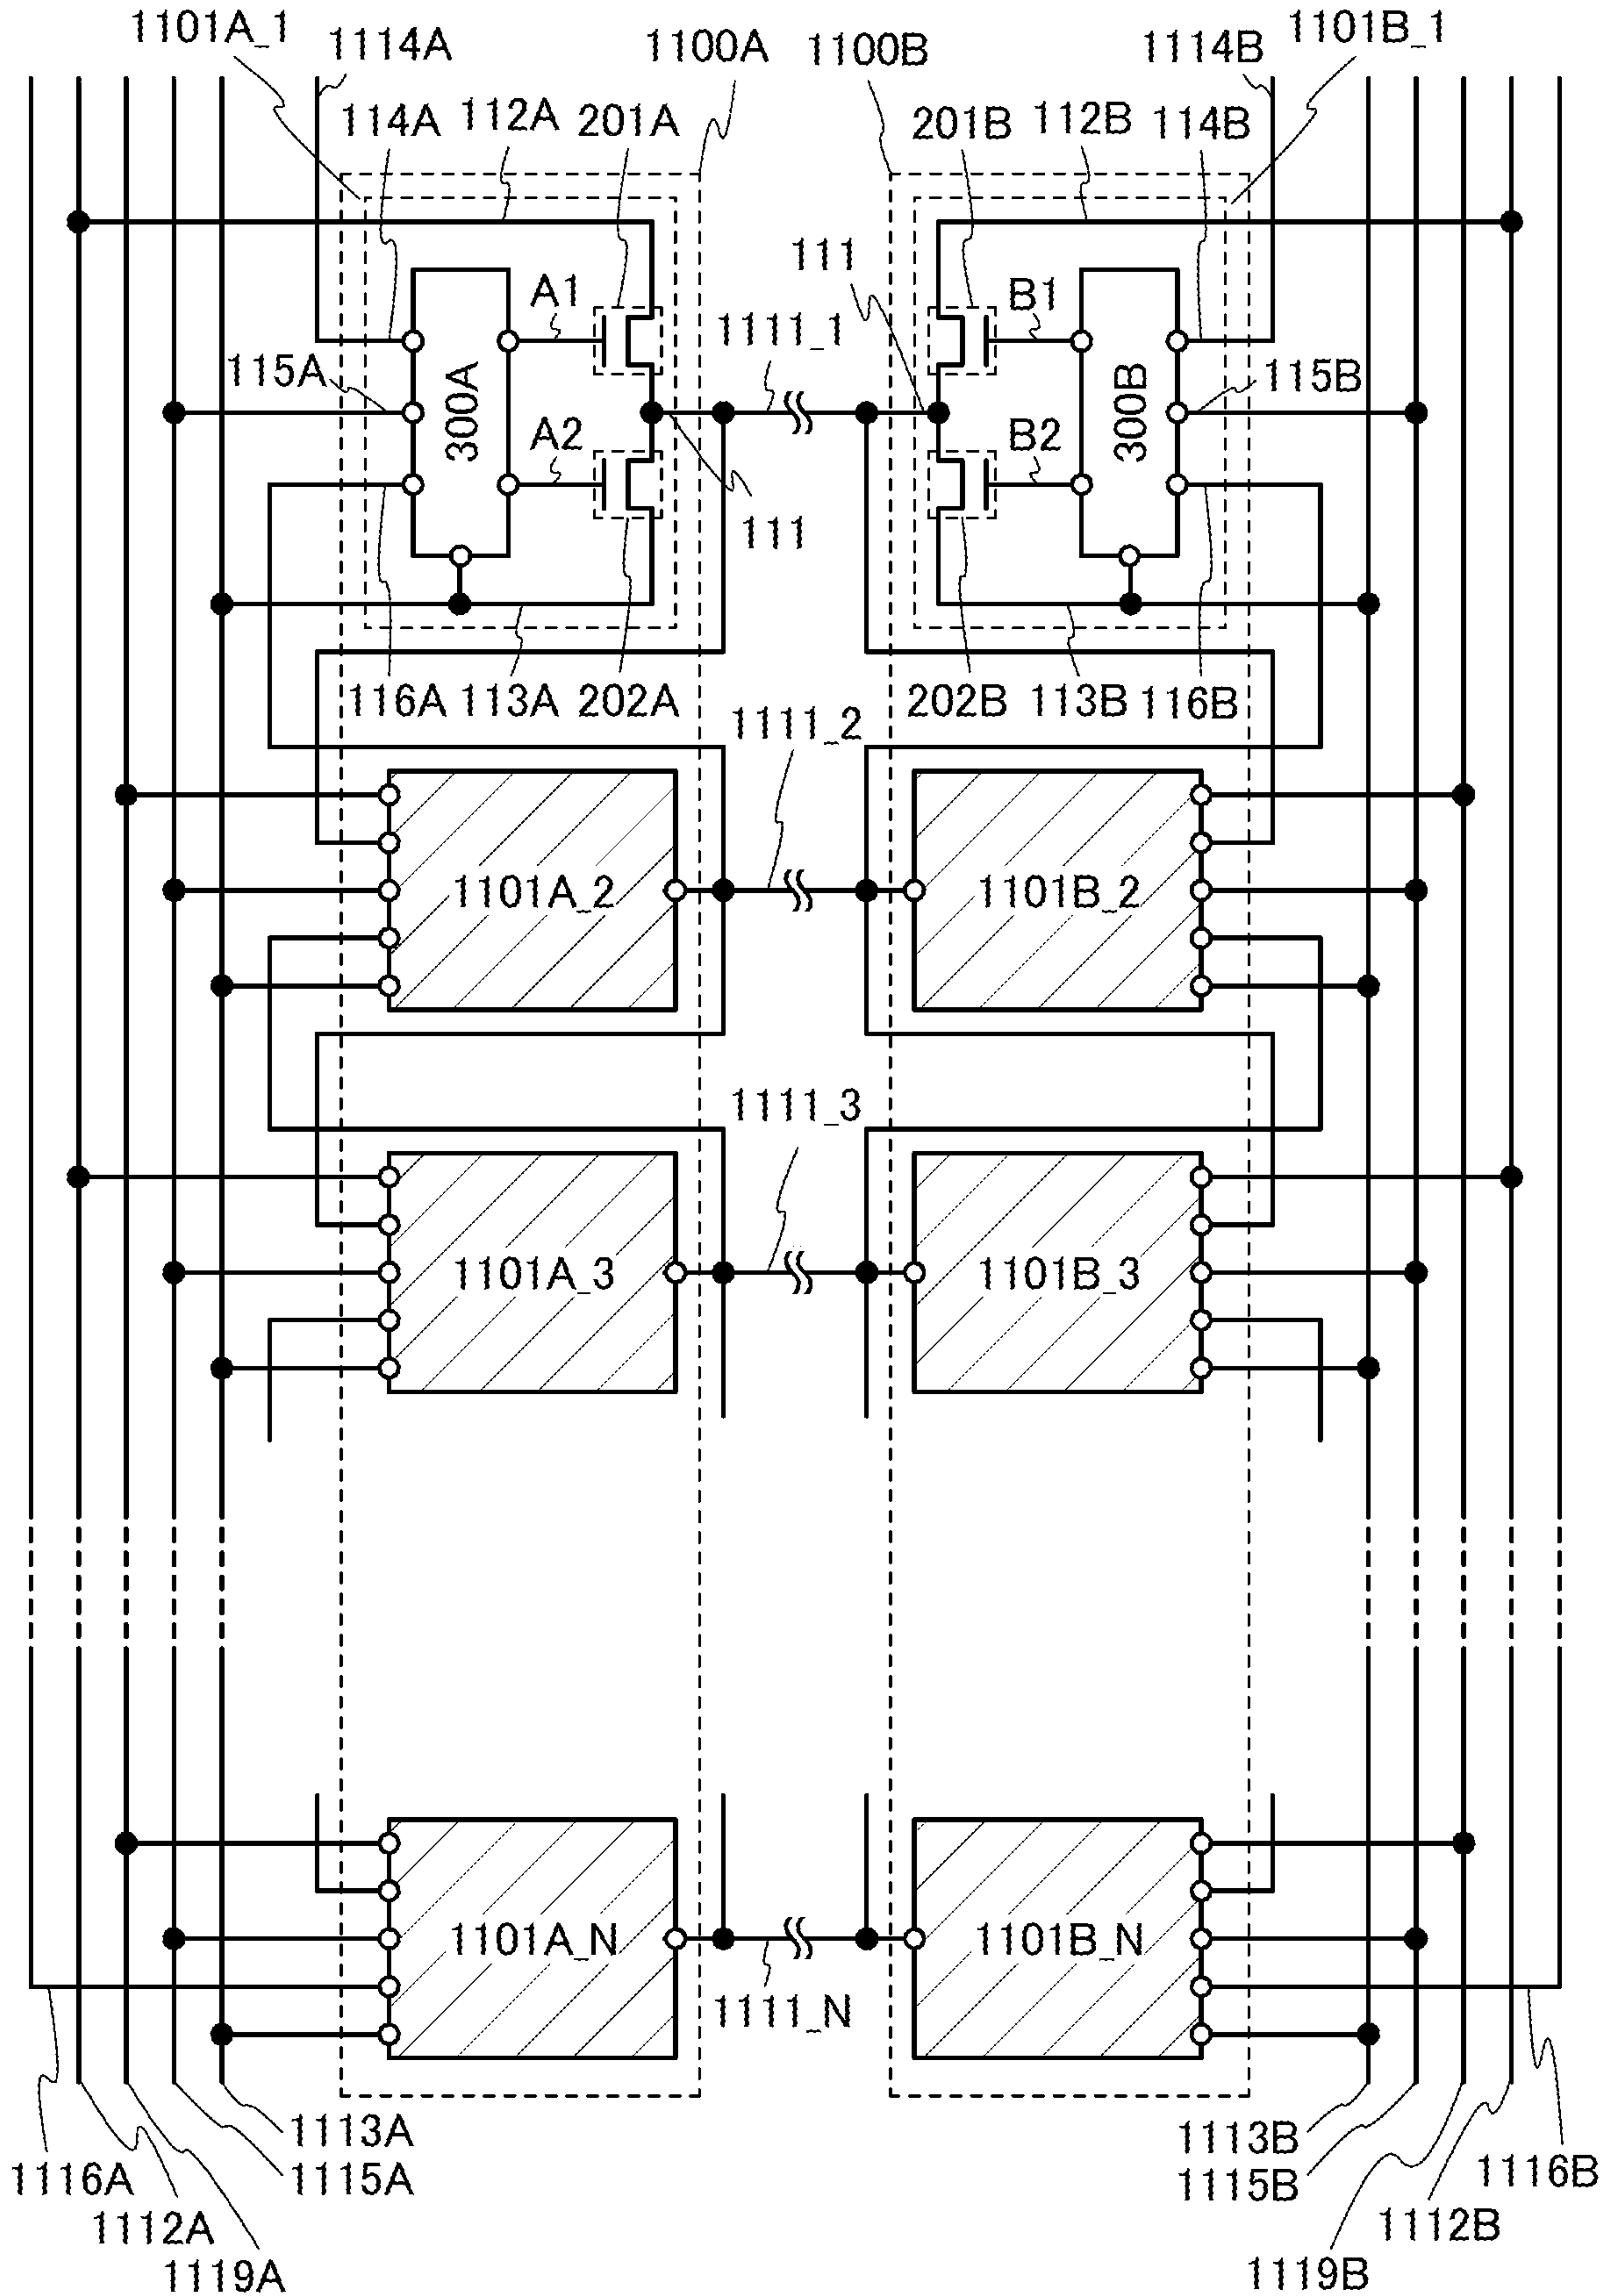 1101A_1 1114A 1100A 1100B 1114B 1101B_1
114A 112A 201A 201B 112B 114B
111
A1 B1
1111_1
115A 300A 300B 115B
A2 B2
111
116A 113A 202A 202B 113B 116B
1111_2
1101A_2 1101B_2
1111_3
1101A_3 1101B_3
1101A_N 1101B_N
1111_N
1113A 1113B
1116A 1115A 1115B 1116B
1112A 1112B
1119A 1119B